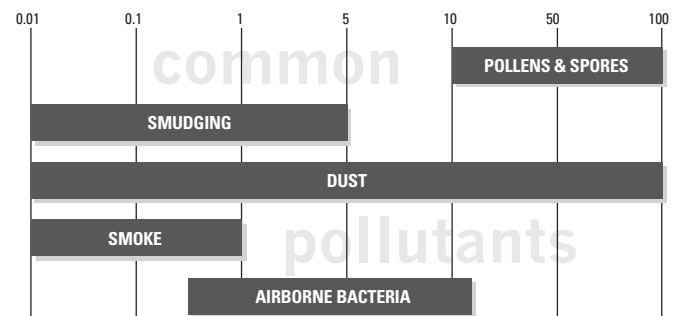 0.01 0.1 1 5 10 50 100
common
POLLENS & SPORES
SMUDGING
DUST
SMOKE
pollutants
AIRBORNE BACTERIA